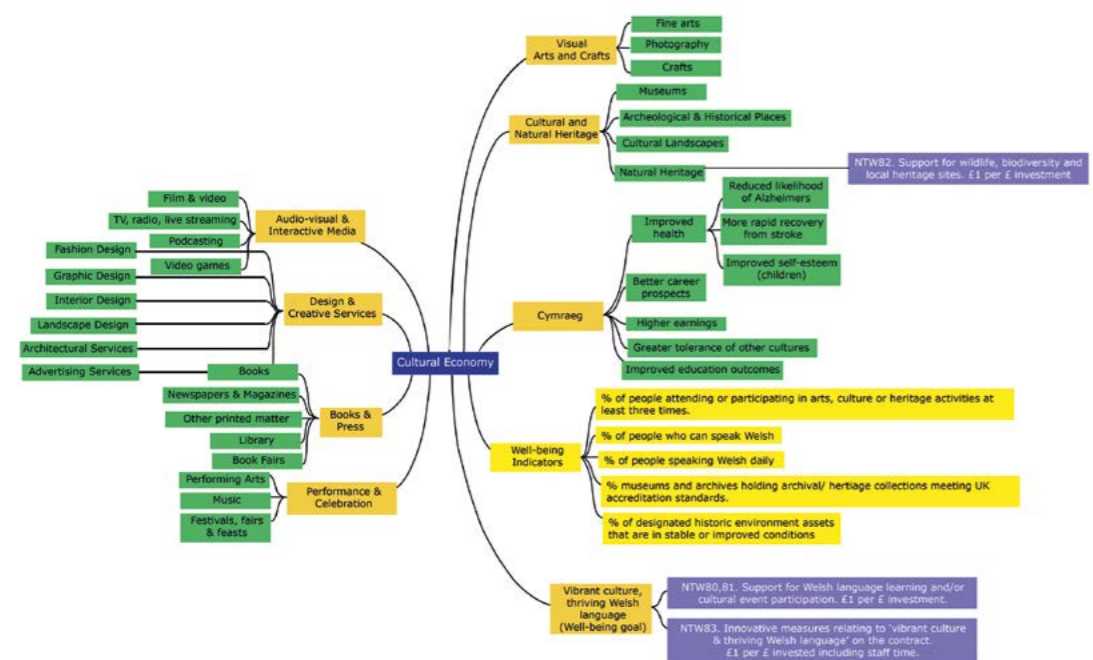 Cultural Economy
Visual
Arts and Crafts
Fine arts
Photography
Crafts
Cultural and
Natural Heritage
Museums
Archeological & Historical Places
Cultural Landscapes
Natural Heritage
NTW82. Support for wildlife, biodiversity and
local heritage sites. £1 per £ investment
Cymraeg
Improved
health
Reduced likelihood
of Alzheimers
More rapid recovery
from stroke
Improved self-esteem
(children)
Better career
prospects
Higher earnings
Greater tolerance of other cultures
Improved education outcomes
Well-being
Indicators
% of people attending or participating in arts, culture or heritage activities at
least three times.
% of people who can speak Welsh
% of people speaking Welsh daily
% museums and archives holding archival/ hertiage collections meeting UK
accreditation standards.
% of designated historic environment assets
that are in stable or improved conditions
Vibrant culture,
thriving Welsh
language
(Well-being goal)
NTW80,81. Support for Welsh language learning and/or
cultural event participation. £1 per £ investment.
NTW83. Innovative measures relating to ‘vibrant culture
& thriving Welsh language’ on the contract.
£1 per £ invested including staff time.
Audio-visual &
Interactive Media
Film & video
TV, radio, live streaming
Podcasting
Video games
Design &
Creative Services
Fashion Design
Graphic Design
Interior Design
Landscape Design
Architectural Services
Advertising Services
Books &
Press
Books
Newspapers & Magazines
Other printed matter
Library
Book Fairs
Performance &
Celebration
Performing Arts
Music
Festivals, fairs
& feasts